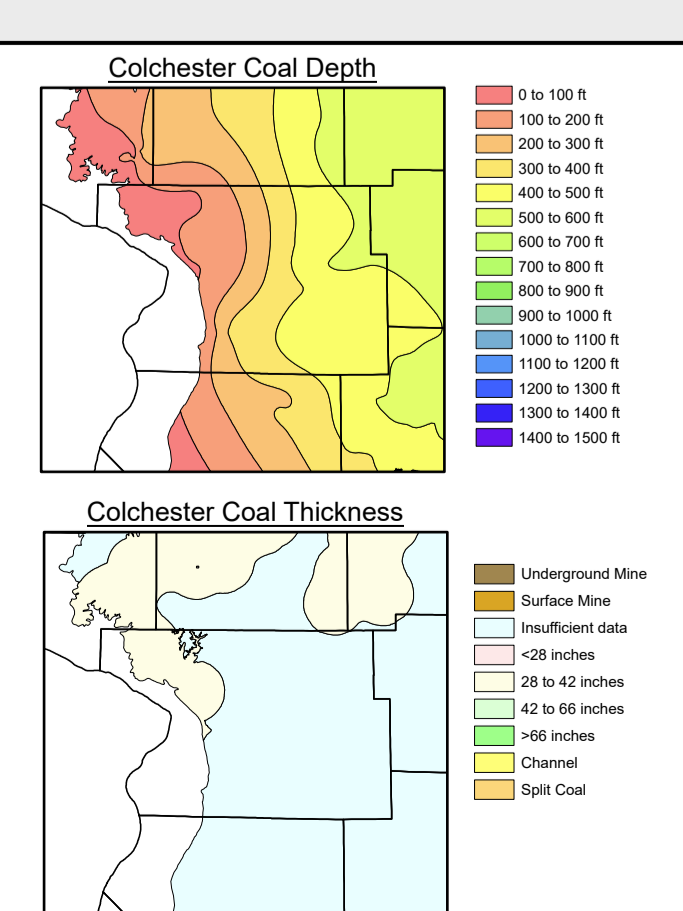 Colchester Coal Depth
0 to 100 ft
100 to 200 ft
200 to 300 ft
300 to 400 ft
400 to 500 ft
500 to 600 ft
600 to 700 ft
700 to 800 ft
800 to 900 ft
900 to 1000 ft
1000 to 1100 ft
1100 to 1200 ft
1200 to 1300 ft
1300 to 1400 ft
1400 to 1500 ft
Colchester Coal Thickness
Underground Mine
Surface Mine
Insufficient data
<28 inches
28 to 42 inches
42 to 66 inches
>66 inches
Channel
Split Coal